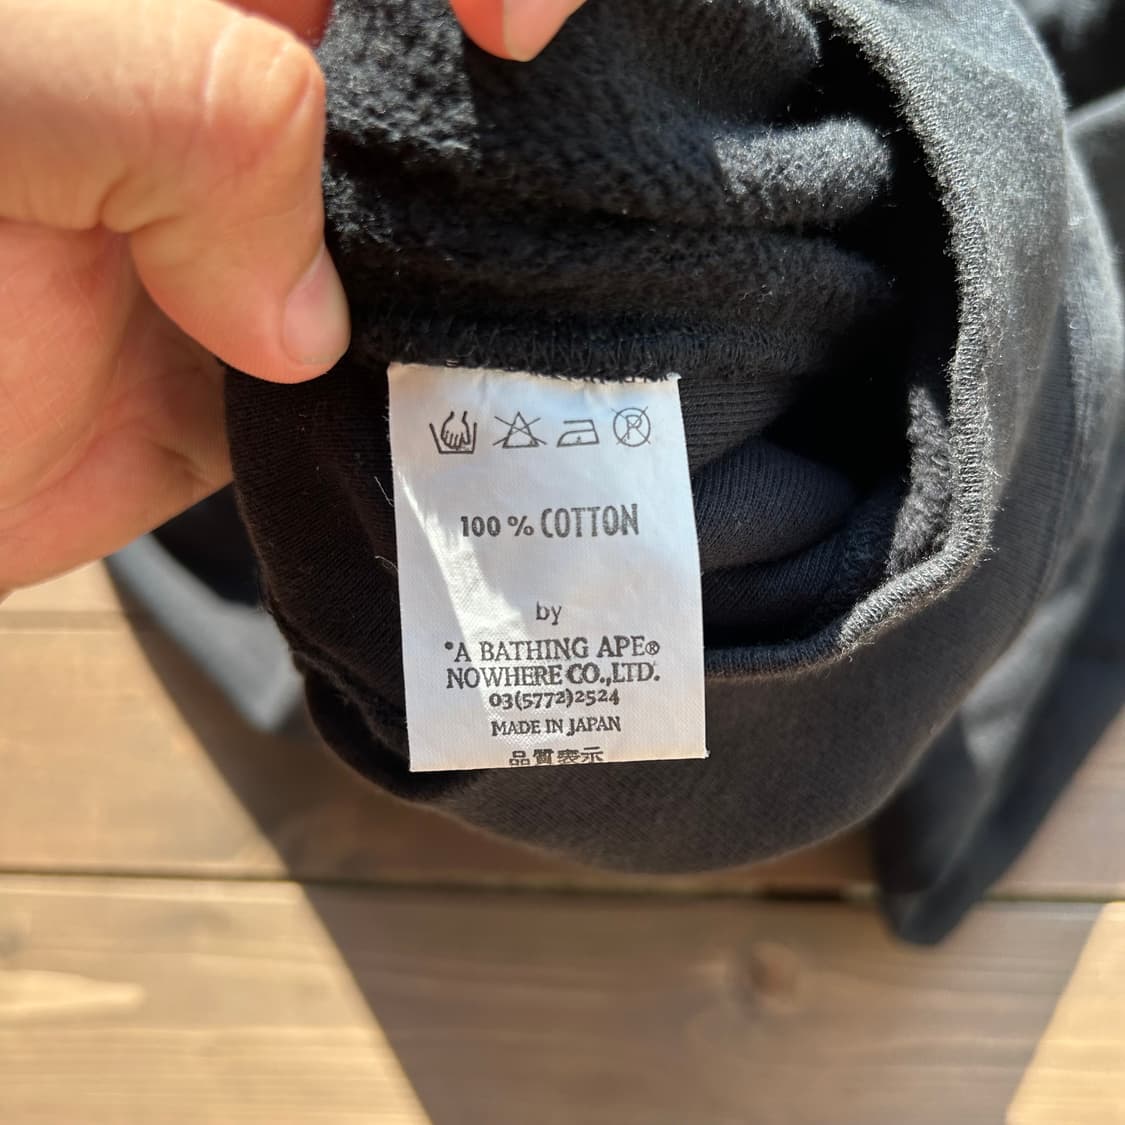 100 % COTTON
by
*A BATHING APE®
NOWHERE CO.,LTD.
03(5772)2524
MADE IN JAPAN
品質表示